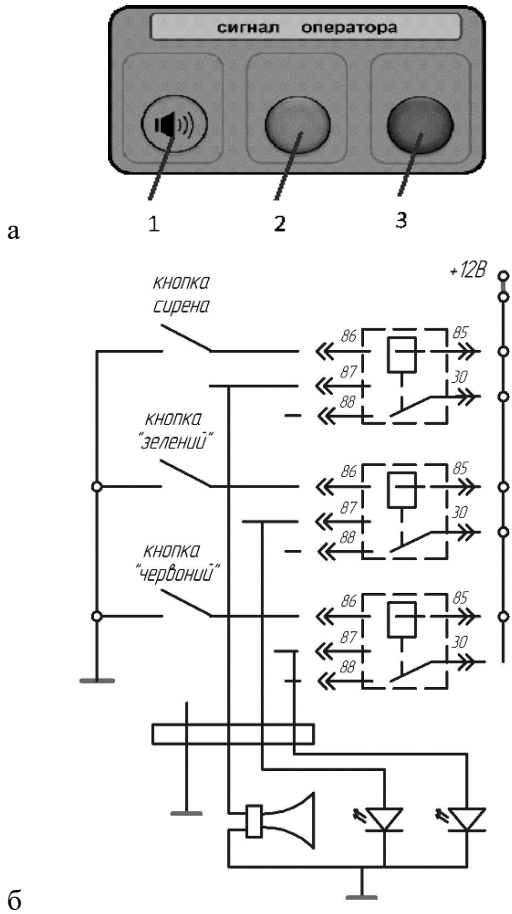 сигнал оператора
1 2 3
а
+12В
кнопка
сирена
86 85
87 30
88
кнопка
"зелений"
86 85
87 30
88
кнопка
"червоний"
86 85
87 30
88
б